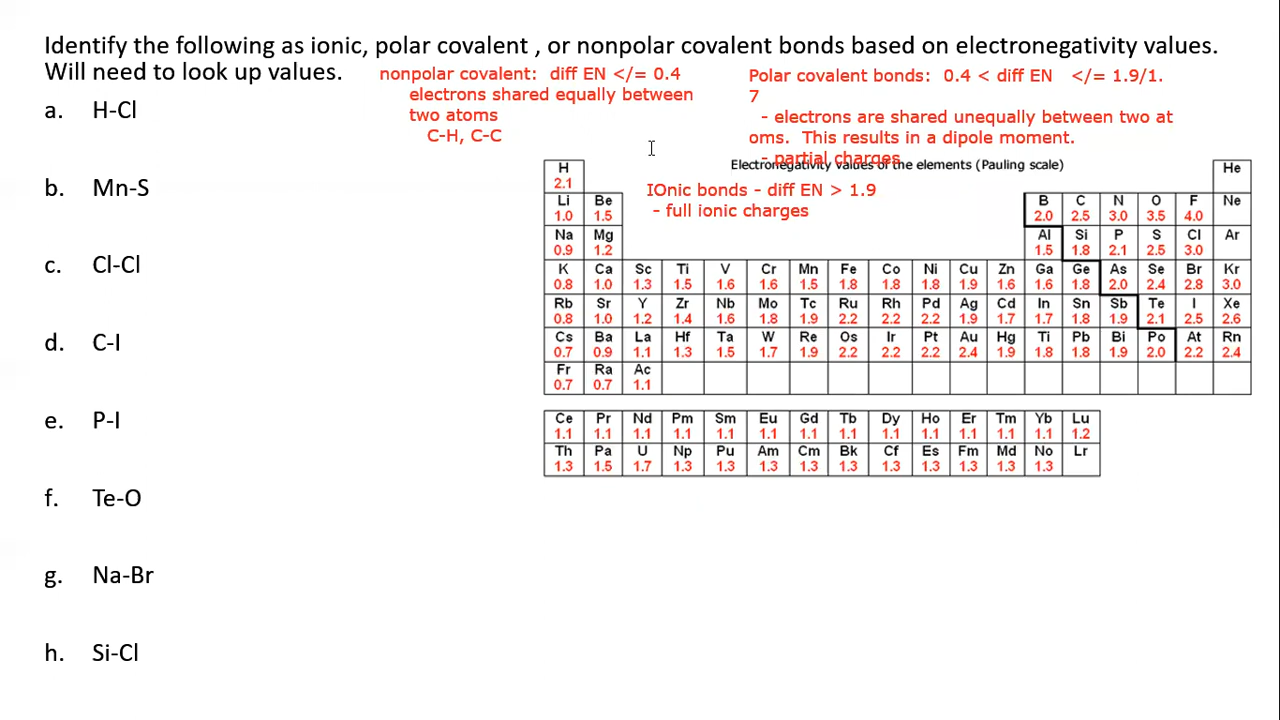 Identify the following as ionic, polar covalent , or nonpolar covalent bonds based on electronegativity values.
Will need to look up values.
nonpolar covalent:  diff EN </= 0.4
electrons shared equally between
two atoms
C-H, C-C
Polar covalent bonds:  0.4 < diff EN   </= 1.9/1.
7
- electrons are shared unequally between two at
oms.  This results in a dipole moment.
- partial charges
Electronegativity values of the elements (Pauling scale)
IOnic bonds - diff EN > 1.9
- full ionic charges
a. H-Cl
b. Mn-S
c. Cl-Cl
d. C-I
e. P-I
f. Te-O
g. Na-Br
h. Si-Cl
H He
2.1
Li Be B C N O F Ne
1.0 1.5 2.0 2.5 3.0 3.5 4.0
Na Mg Al Si P S Cl Ar
0.9 1.2 1.5 1.8 2.1 2.5 3.0
K Ca Sc Ti V Cr Mn Fe Co Ni Cu Zn Ga Ge As Se Br Kr
0.8 1.0 1.3 1.5 1.6 1.6 1.5 1.8 1.8 1.8 1.9 1.6 1.6 1.8 2.0 2.4 2.8 3.0
Rb Sr Y Zr Nb Mo Tc Ru Rh Pd Ag Cd In Sn Sb Te I Xe
0.8 1.0 1.2 1.4 1.6 1.8 1.9 2.2 2.2 2.2 1.9 1.7 1.7 1.8 1.9 2.1 2.5 2.6
Cs Ba La Hf Ta W Re Os Ir Pt Au Hg Ti Pb Bi Po At Rn
0.7 0.9 1.1 1.3 1.5 1.7 1.9 2.2 2.2 2.2 2.4 1.9 1.8 1.8 1.9 2.0 2.2 2.4
Fr Ra Ac
0.7 0.7 1.1
Ce Pr Nd Pm Sm Eu Gd Tb Dy Ho Er Tm Yb Lu
1.1 1.1 1.1 1.1 1.1 1.1 1.1 1.1 1.1 1.1 1.1 1.1 1.1 1.2
Th Pa U Np Pu Am Cm Bk Cf Es Fm Md No Lr
1.3 1.5 1.7 1.3 1.3 1.3 1.3 1.3 1.3 1.3 1.3 1.3 1.3